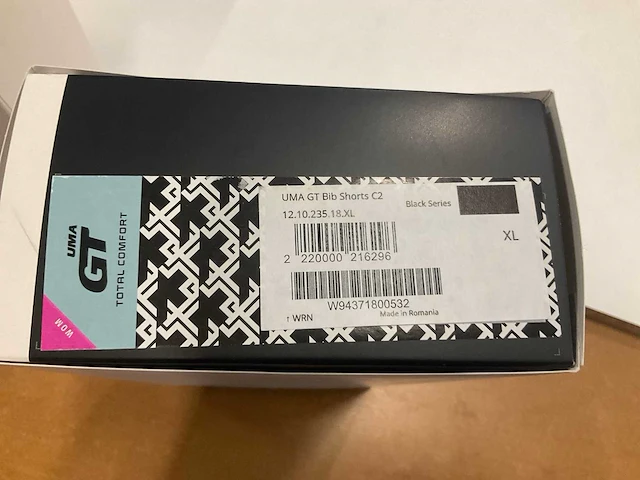 UMA
GT
TOTAL COMFORT
WOM
UMA GT Bib Shorts C2
Black Series
12.10.235.18.XL
XL
2 220000 216296
W94371800532
↑ WRN
Made in Romania